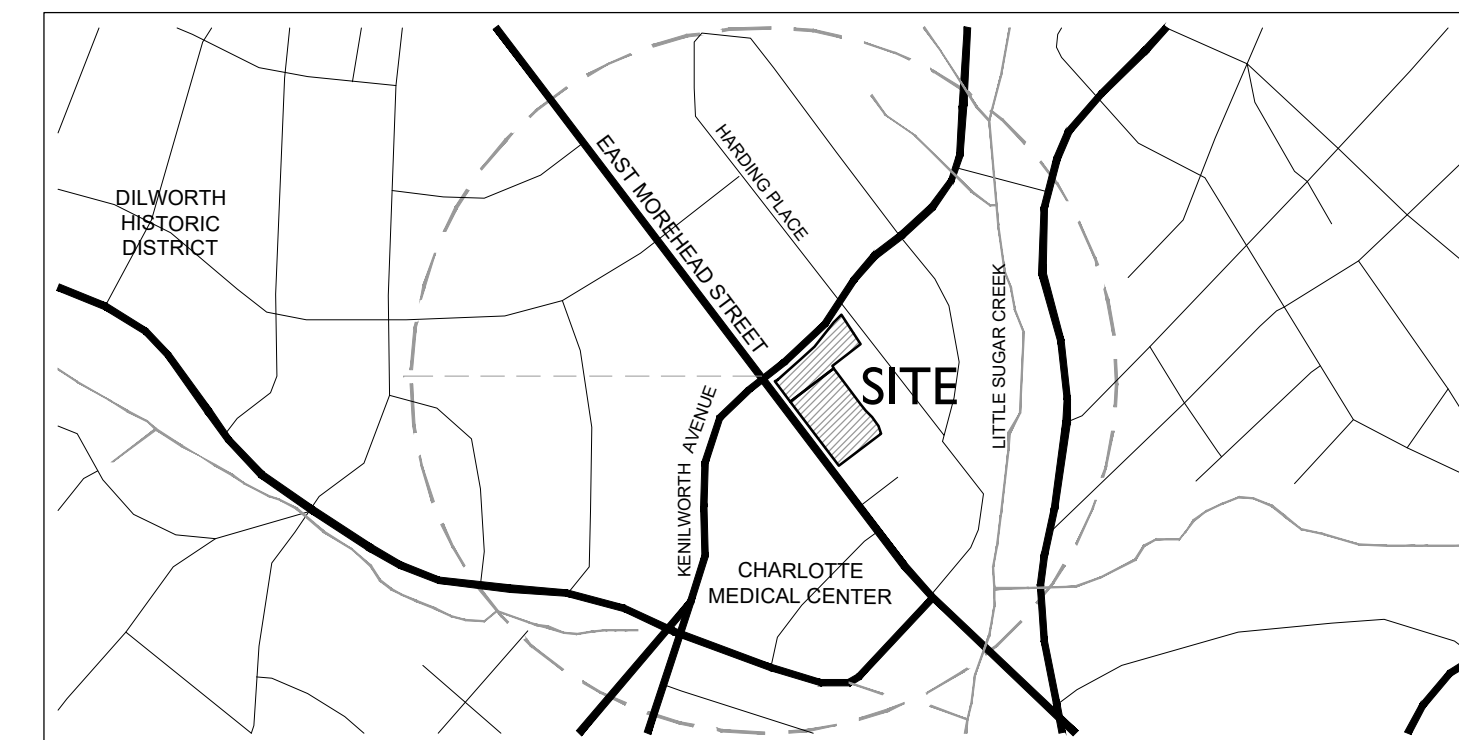 HARDING PLACE
EAST MOREHEAD STREET
DILWORTH
HISTORIC
DISTRICT
LITTLE SUGAR CREEK
SITE
KENILWORTH AVENUE
CHARLOTTE
MEDICAL CENTER